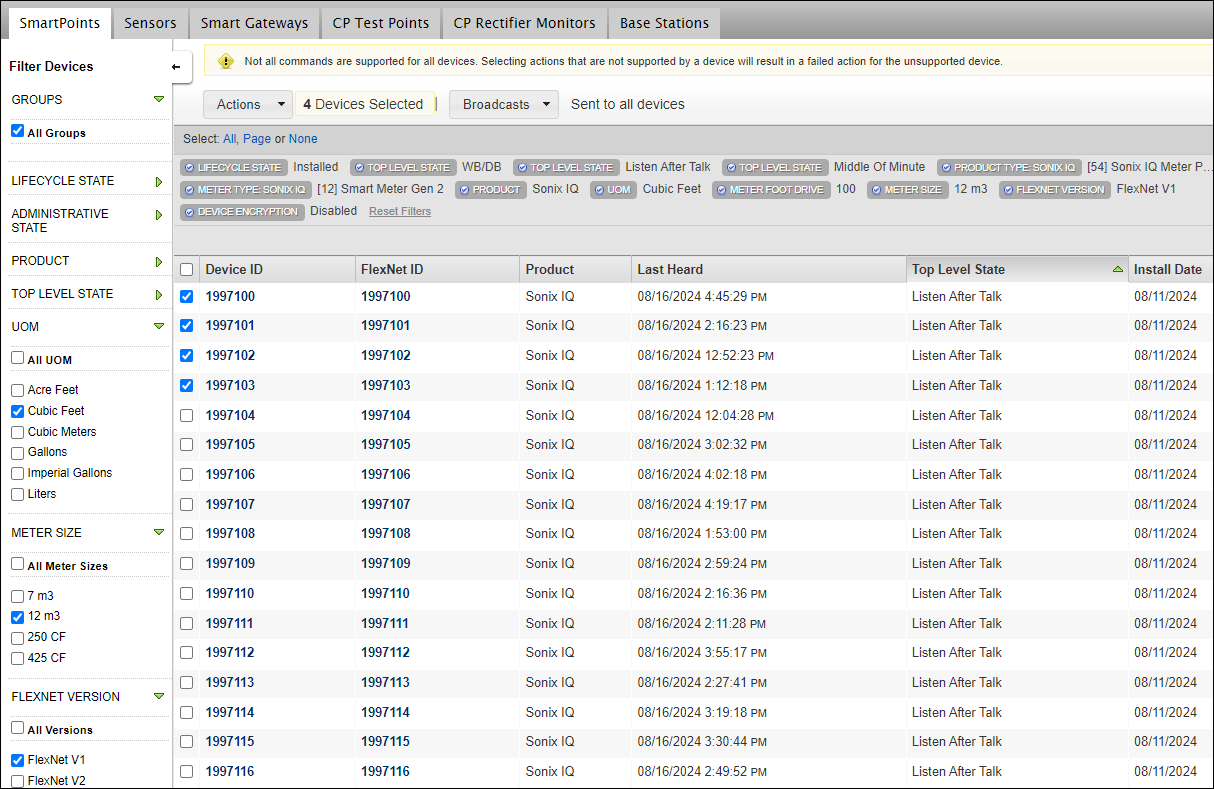 SmartPoints Sensors Smart Gateways CP Test Points CP Rectifier Monitors Base Stations
Filter Devices
GROUPS
All Groups
LIFECYCLE STATE
ADMINISTRATIVE
STATE
PRODUCT
TOP LEVEL STATE
UOM
All UOM
Acre Feet
Cubic Feet
Cubic Meters
Gallons
Imperial Gallons
Liters
METER SIZE
All Meter Sizes
7 m3
12 m3
250 CF
425 CF
FLEXNET VERSION
All Versions
FlexNet V1
FlexNet V2
Not all commands are supported for all devices. Selecting actions that are not supported by a device will result in a failed action for the unsupported device.
Actions 4 Devices Selected | Broadcasts Sent to all devices
Select: All, Page or None
LIFECYCLE STATE Installed TOP LEVEL STATE WB/DB TOP LEVEL STATE Listen After Talk TOP LEVEL STATE Middle Of Minute PRODUCT TYPE: SONIX IQ [54] Sonix IQ Meter P...
METER TYPE: SONIX IQ [12] Smart Meter Gen 2 PRODUCT Sonix IQ UOM Cubic Feet METER FOOT DRIVE 100 METER SIZE 12 m3 FLEXNET VERSION FlexNet V1
DEVICE ENCRYPTION Disabled Reset Filters
Device ID FlexNet ID Product Last Heard Top Level State Install Date
1997100 1997100 Sonix IQ 08/16/2024 4:45:29 PM Listen After Talk 08/11/2024
1997101 1997101 Sonix IQ 08/16/2024 2:16:23 PM Listen After Talk 08/11/2024
1997102 1997102 Sonix IQ 08/16/2024 12:52:23 PM Listen After Talk 08/11/2024
1997103 1997103 Sonix IQ 08/16/2024 1:12:18 PM Listen After Talk 08/11/2024
1997104 1997104 Sonix IQ 08/16/2024 12:04:28 PM Listen After Talk 08/11/2024
1997105 1997105 Sonix IQ 08/16/2024 3:02:32 PM Listen After Talk 08/11/2024
1997106 1997106 Sonix IQ 08/16/2024 4:02:18 PM Listen After Talk 08/11/2024
1997107 1997107 Sonix IQ 08/16/2024 4:19:17 PM Listen After Talk 08/11/2024
1997108 1997108 Sonix IQ 08/16/2024 1:53:00 PM Listen After Talk 08/11/2024
1997109 1997109 Sonix IQ 08/16/2024 2:59:24 PM Listen After Talk 08/11/2024
1997110 1997110 Sonix IQ 08/16/2024 2:16:36 PM Listen After Talk 08/11/2024
1997111 1997111 Sonix IQ 08/16/2024 2:11:28 PM Listen After Talk 08/11/2024
1997112 1997112 Sonix IQ 08/16/2024 3:55:17 PM Listen After Talk 08/11/2024
1997113 1997113 Sonix IQ 08/16/2024 2:27:41 PM Listen After Talk 08/11/2024
1997114 1997114 Sonix IQ 08/16/2024 3:19:18 PM Listen After Talk 08/11/2024
1997115 1997115 Sonix IQ 08/16/2024 3:30:44 PM Listen After Talk 08/11/2024
1997116 1997116 Sonix IQ 08/16/2024 2:49:52 PM Listen After Talk 08/11/2024